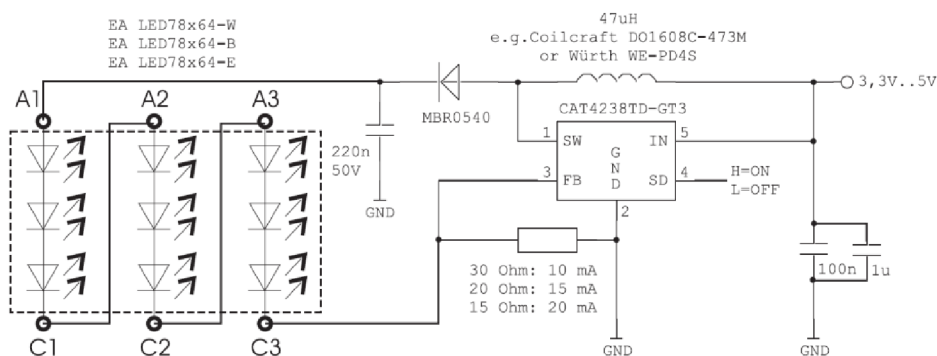 EA LED78x64-W
EA LED78x64-B
EA LED78x64-E
47uH
e.g.Coilcraft DO1608C-473M
or Würth WE-PD4S
3,3V..5V
A1
A2
A3
MBR0540
CAT4238TD-GT3
1
SW
IN
5
GND
220n
50V
3
FB
SD
4
H=ON
L=OFF
GND
2
30 Ohm: 10 mA
20 Ohm: 15 mA
15 Ohm: 20 mA
100n
1u
C1
C2
C3
GND
GND